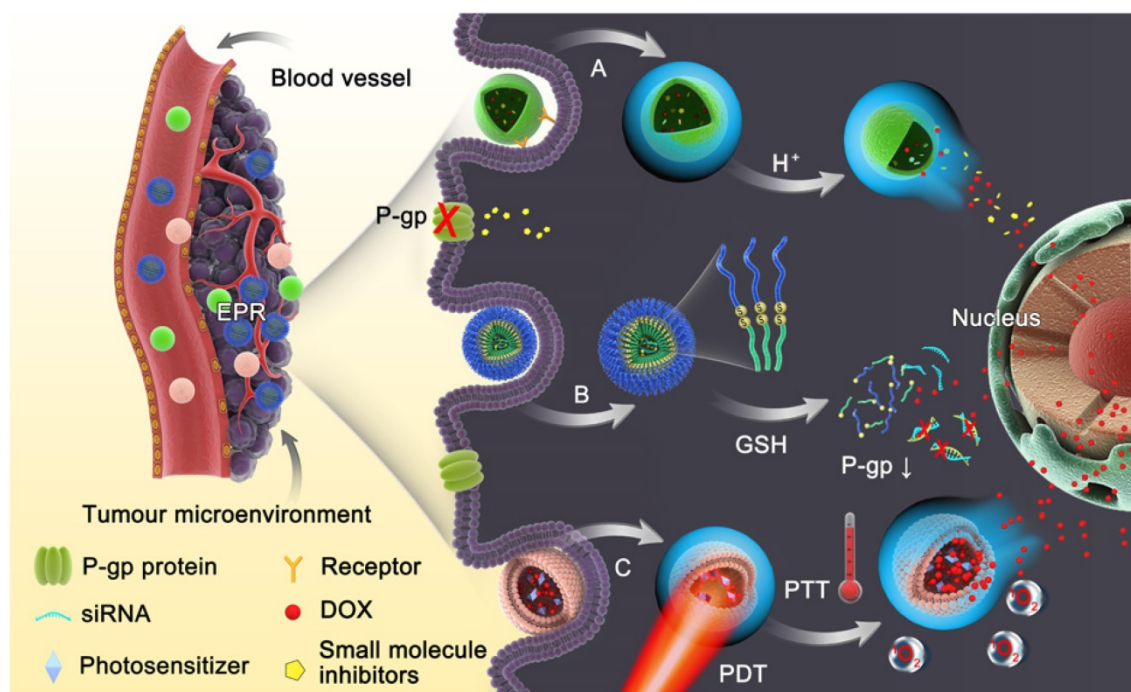 Blood vessel
A
H⁺
P-gp
X
EPR
Nucleus
S S S
S S S
B
GSH
P-gp ↓
Tumour microenvironment
P-gp protein
siRNA
Photosensitizer
Receptor
DOX
Small molecule
inhibitors
C
PTT
PDT
¹O₂
¹O₂
¹O₂